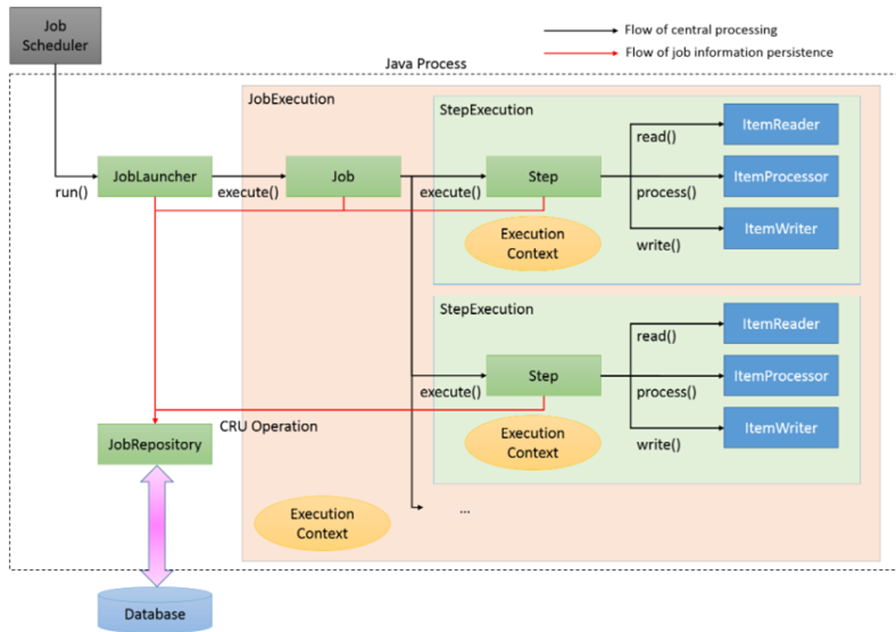 Job
Scheduler
Flow of central processing
Flow of job information persistence
Java Process
JobExecution
StepExecution
ItemReader
read()
JobLauncher
Job
Step
ItemProcessor
run()
execute()
execute()
process()
Execution
Context
ItemWriter
write()
StepExecution
ItemReader
read()
Step
ItemProcessor
execute()
process()
CRU Operation
JobRepository
Execution
Context
ItemWriter
write()
Execution
Context
...
Database